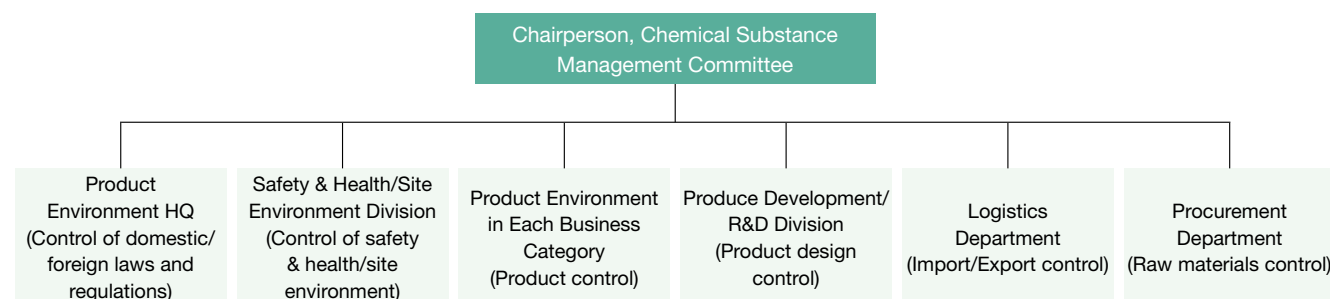 Chairperson, Chemical Substance
Management Committee
Product
Environment HQ
(Control of domestic/
foreign laws and
regulations)
Safety & Health/Site
Environment Division
(Control of safety
& health/site
environment)
Product Environment
in Each Business
Category
(Product control)
Produce Development/
R&D Division
(Product design
control)
Logistics
Department
(Import/Export control)
Procurement
Department
(Raw materials control)